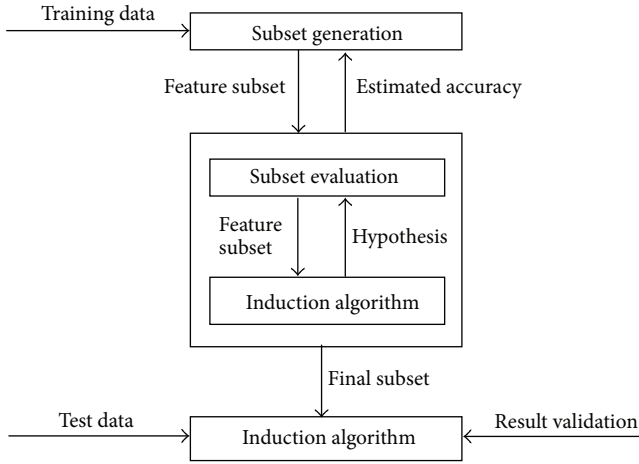 Training data
Subset generation
Feature subset
Estimated accuracy
Subset evaluation
Feature
subset
Hypothesis
Induction algorithm
Final subset
Test data
Induction algorithm
Result validation